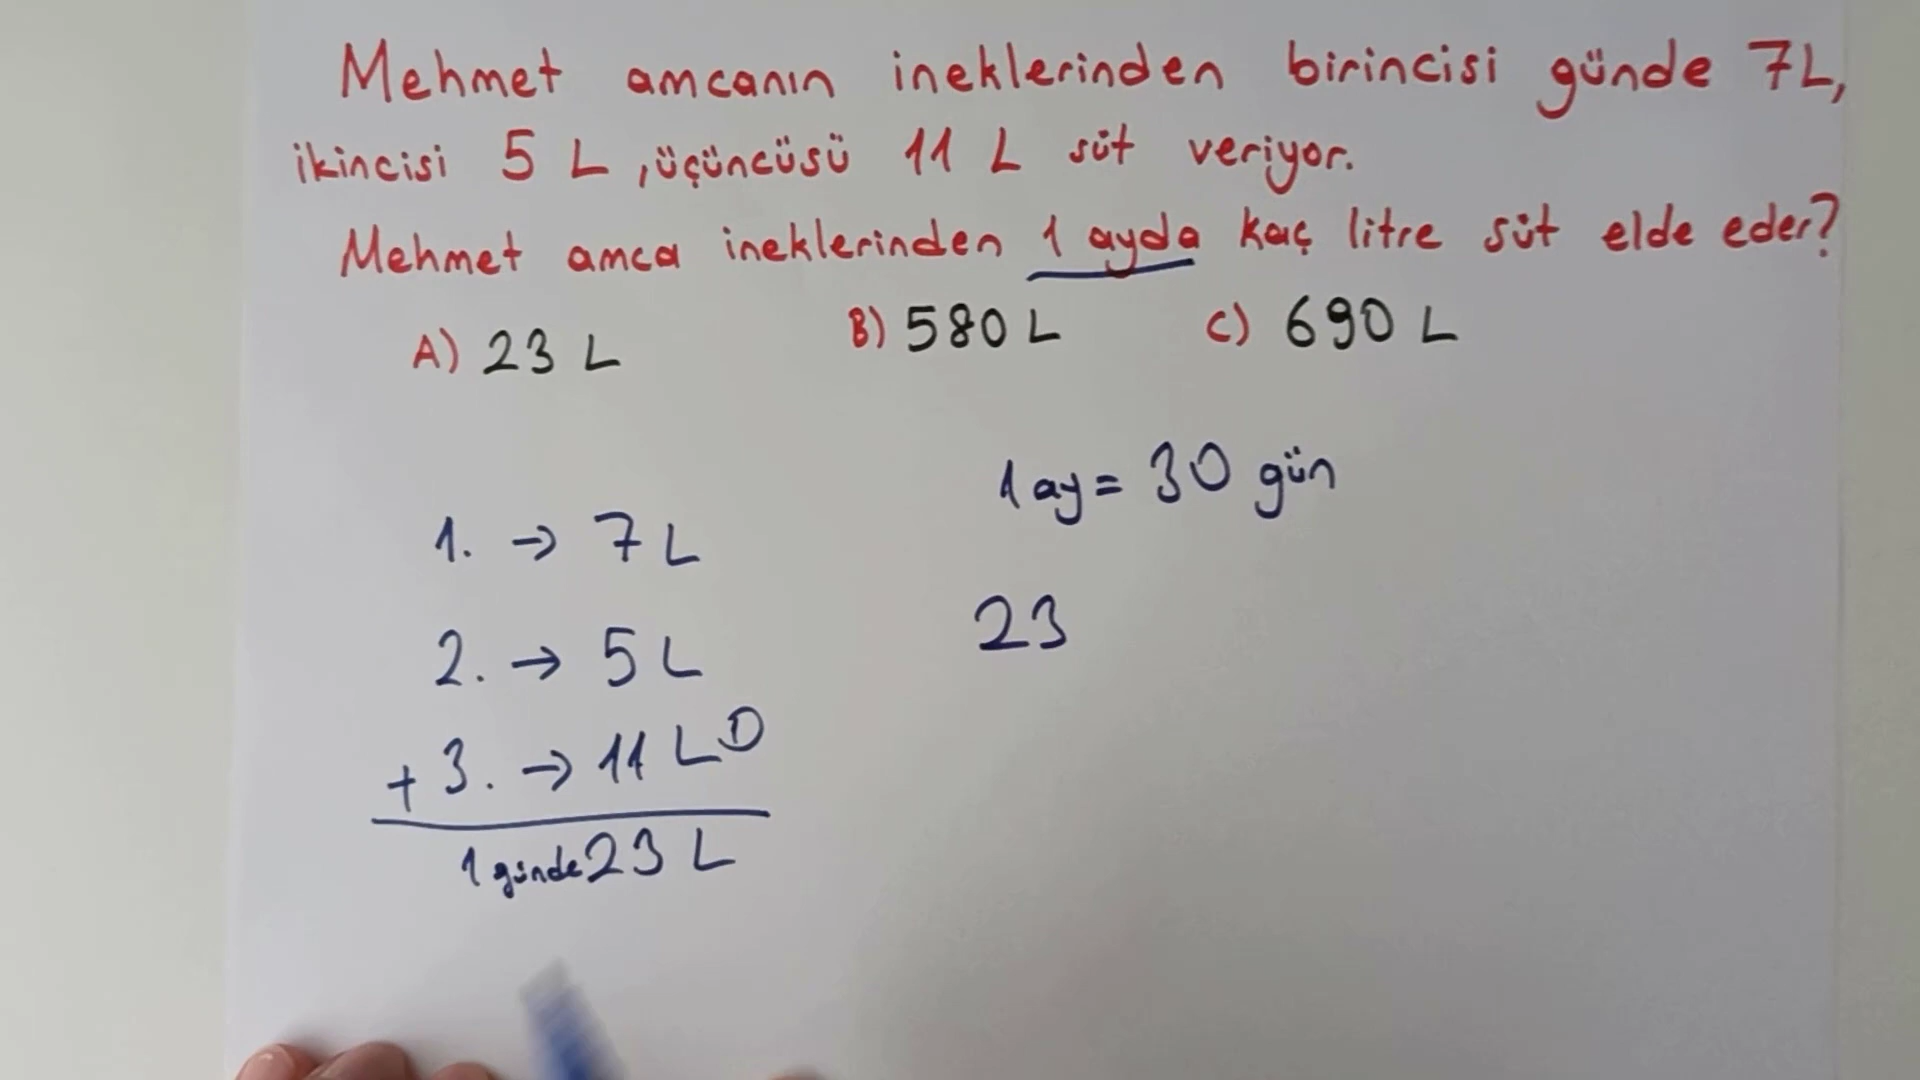 Mehmet amcanın ineklerinden birincisi günde 7L,
ikincisi 5 L, üçüncüsü 11 L süt veriyor.
Mehmet amca ineklerinden 1 ayda kaç litre süt elde eder?
A) 23 L B) 580 L C) 690 L
1 ay = 30 gün
1. → 7 L
2. → 5 L
23
+ 3. → 11 L
1 günde 23 L